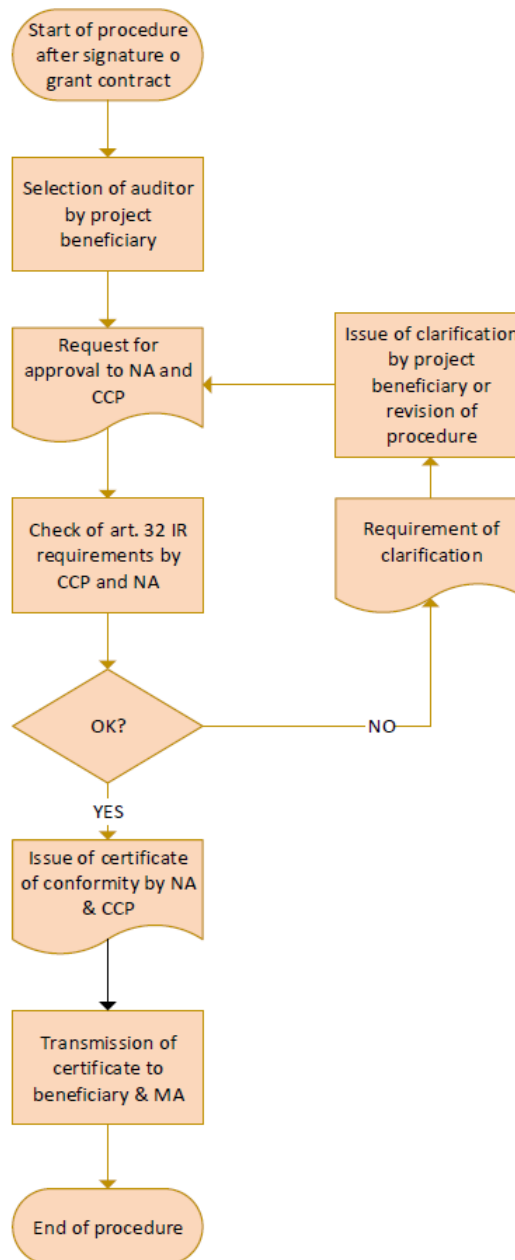 Start of procedure
after signature o
grant contract
Selection of auditor
by project
beneficiary
Request for
approval to NA and
CCP
Issue of clarification
by project
beneficiary or
revision of
procedure
Check of art. 32 IR
requirements by
CCP and NA
Requirement of
clarification
OK?
NO
YES
Issue of certificate
of conformity by NA
& CCP
Transmission of
certificate to
beneficiary & MA
End of procedure